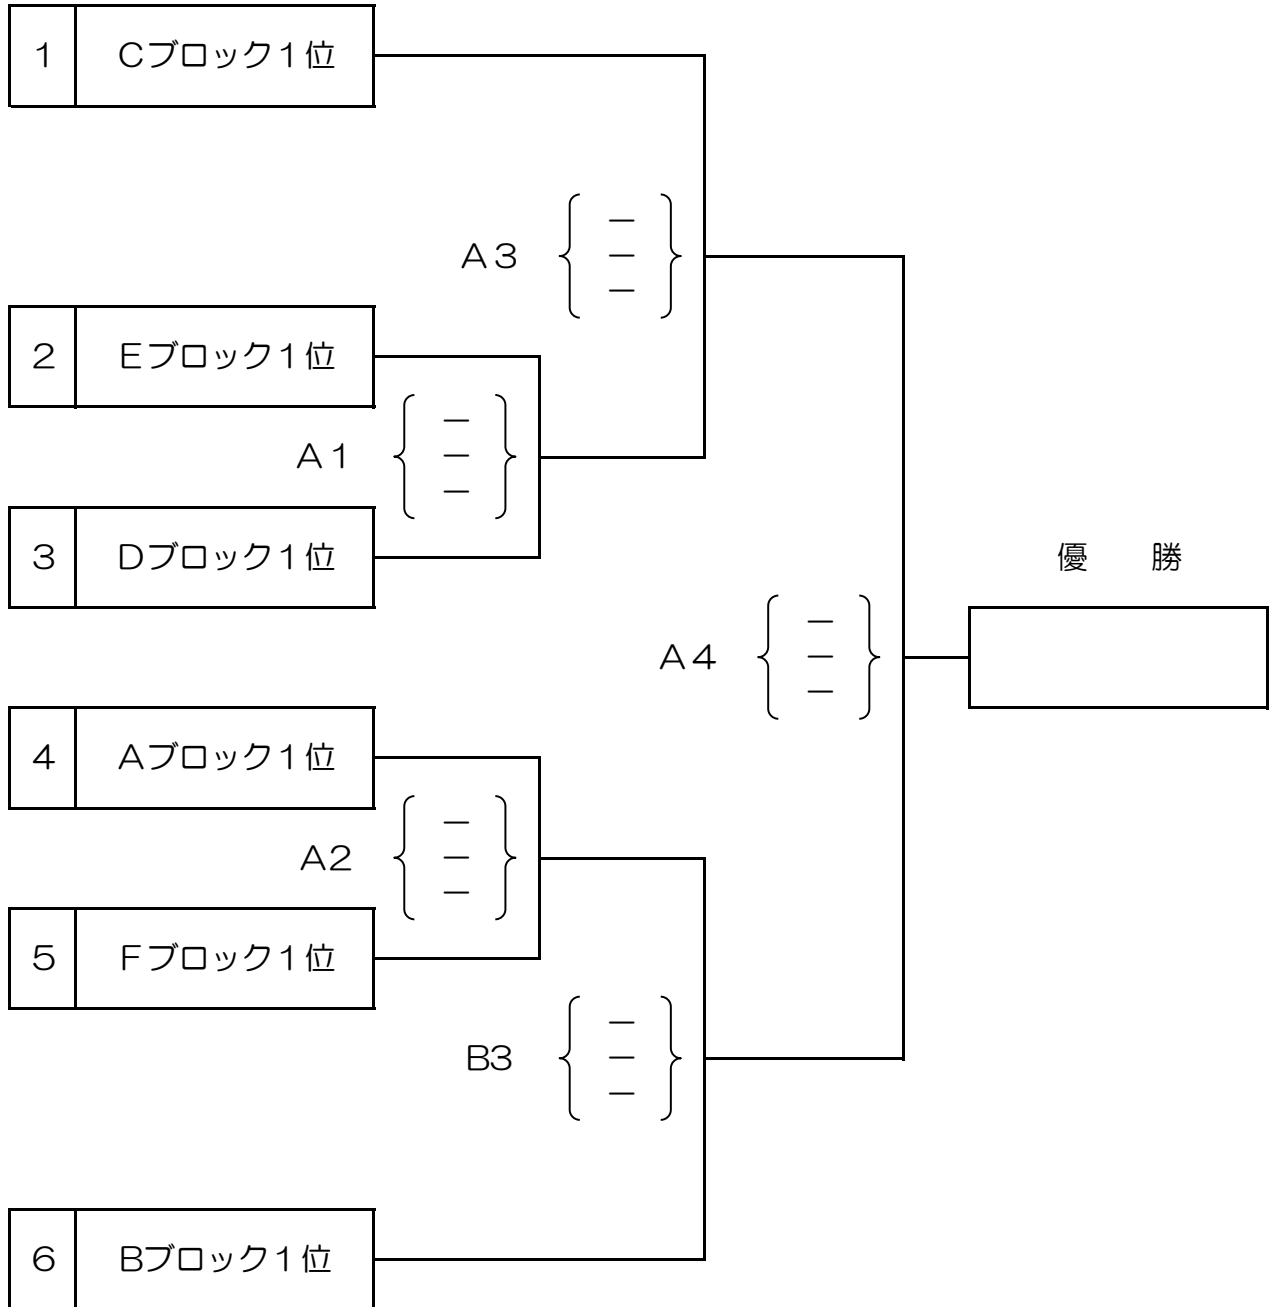 １ Ｃブロック１位
Ａ３ － － －
２ Ｅブロック１位
Ａ１ － － －
３ Ｄブロック１位
優　勝
Ａ４ － － －
４ Ａブロック１位
Ａ２ － － －
５ Ｆブロック１位
Ｂ３ － － －
６ Ｂブロック１位